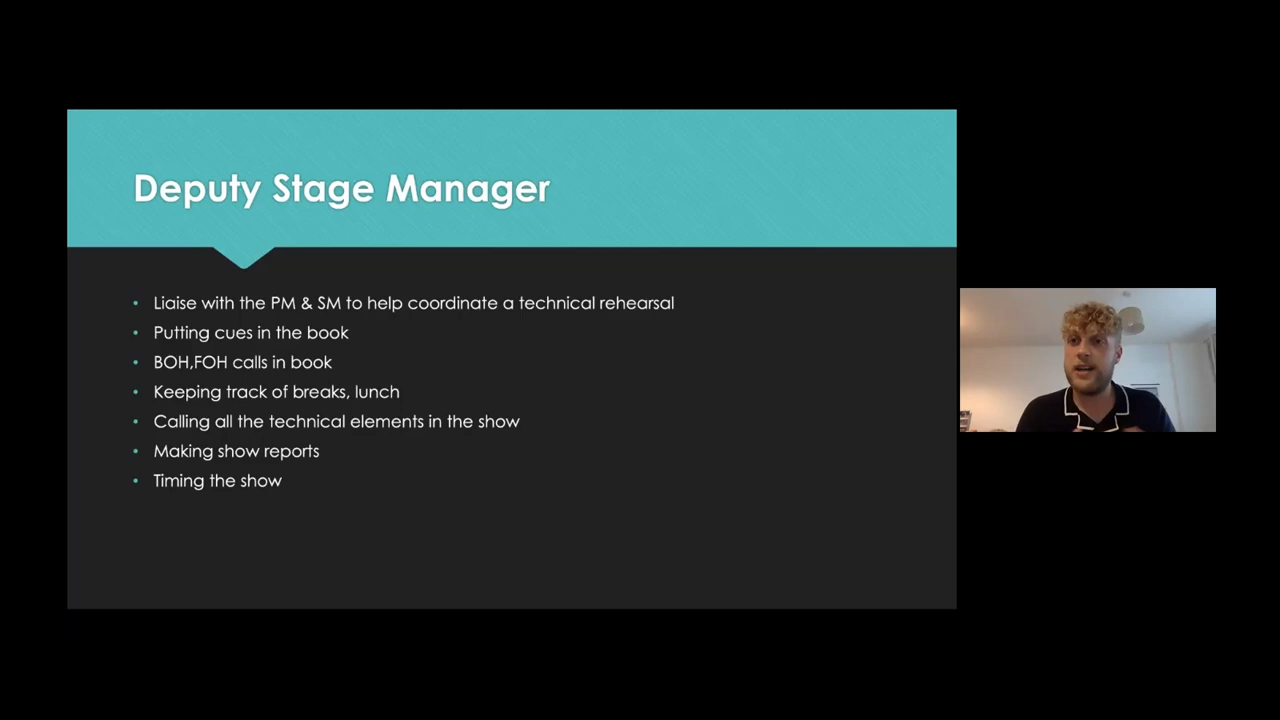 Deputy Stage Manager
Liaise with the PM & SM to help coordinate a technical rehearsal
Putting cues in the book
BOH,FOH calls in book
Keeping track of breaks, lunch
Calling all the technical elements in the show
Making show reports
Timing the show